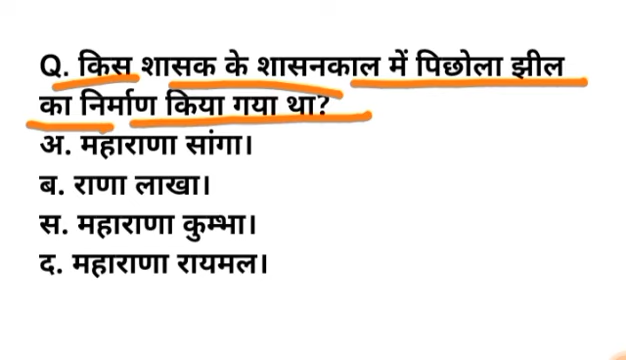 Q. किस शासक के शासनकाल में पिछोला झील
का निर्माण किया गया था?
अ. महाराणा सांगा।
ब. राणा लाखा।
स. महाराणा कुम्भा।
द. महाराणा रायमल।